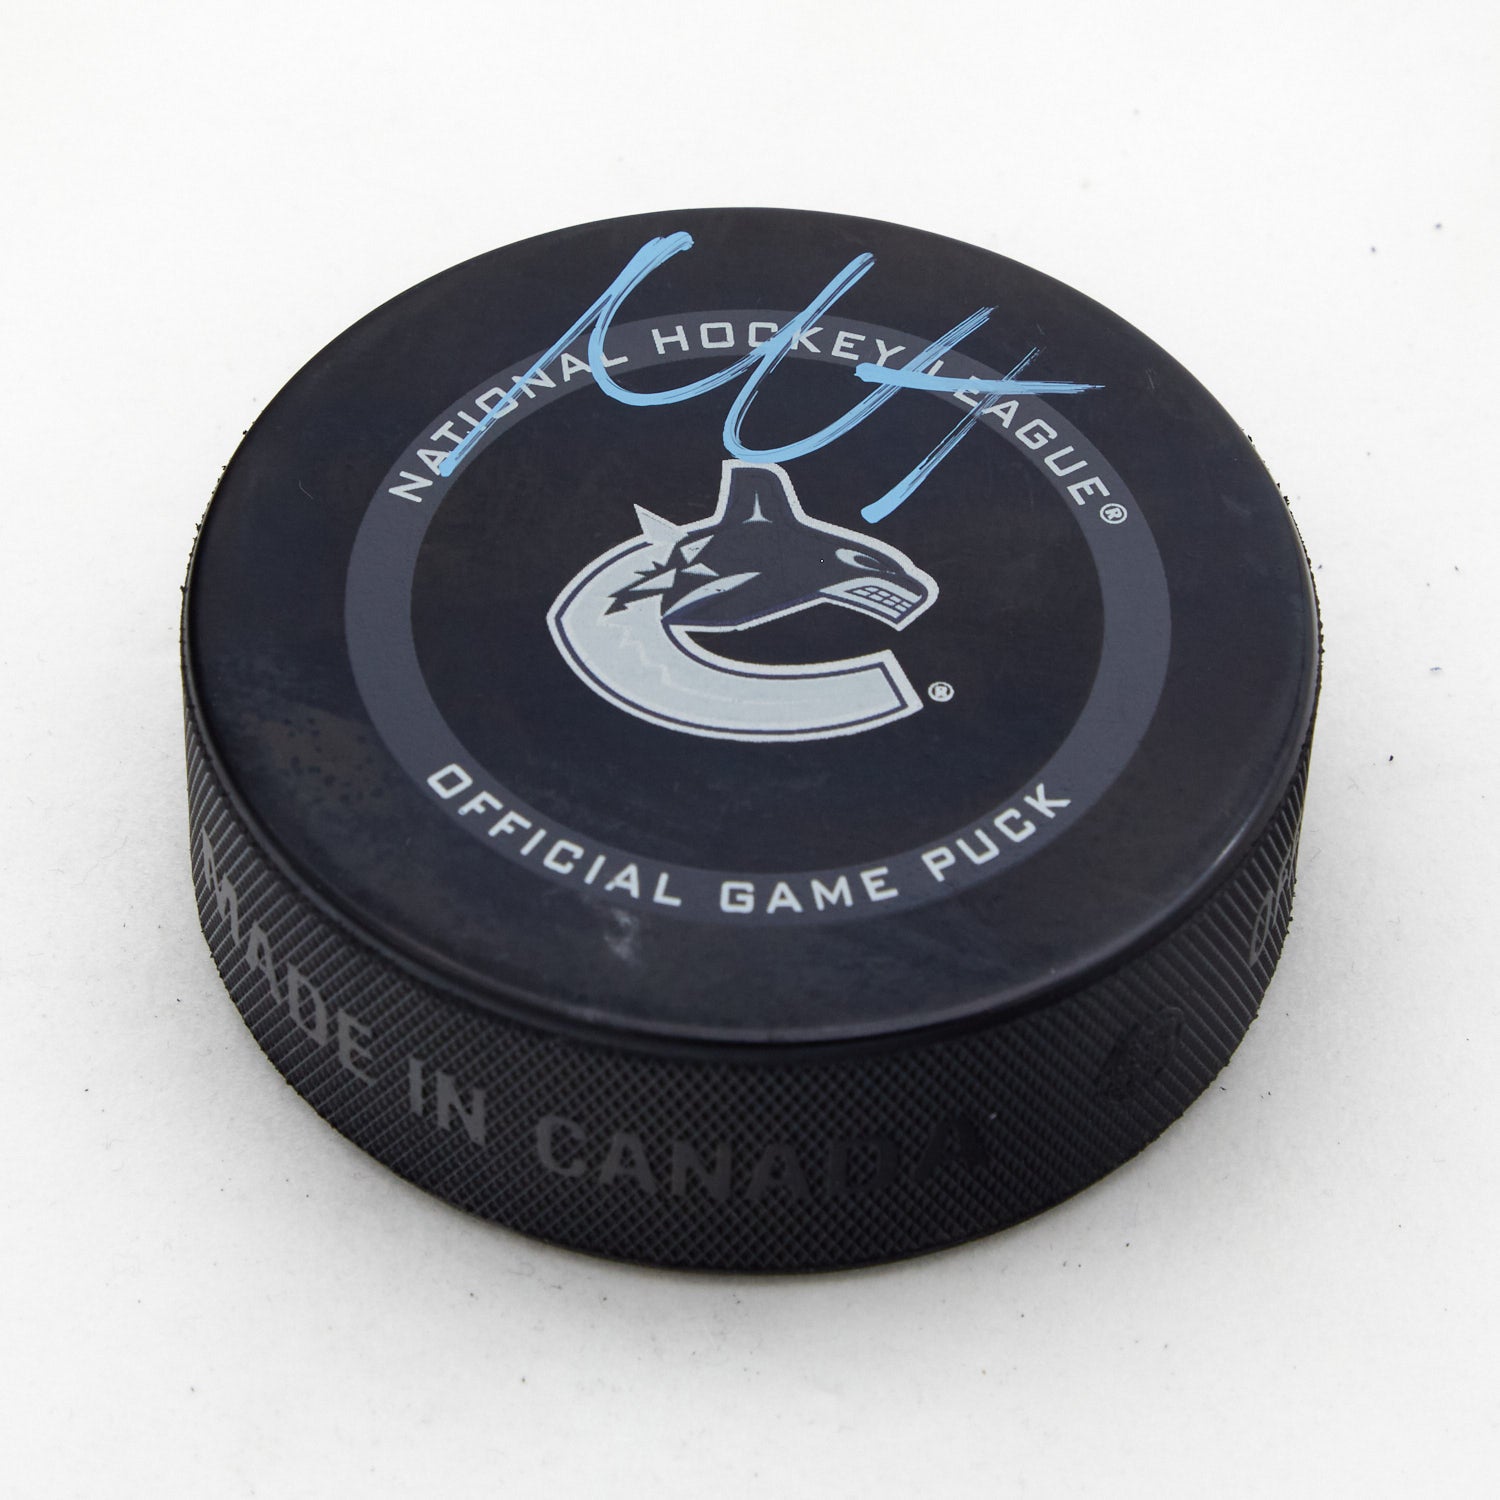 NATIONAL HOCKEY LEAGUE®
®
OFFICIAL GAME PUCK
MADE IN CANADA